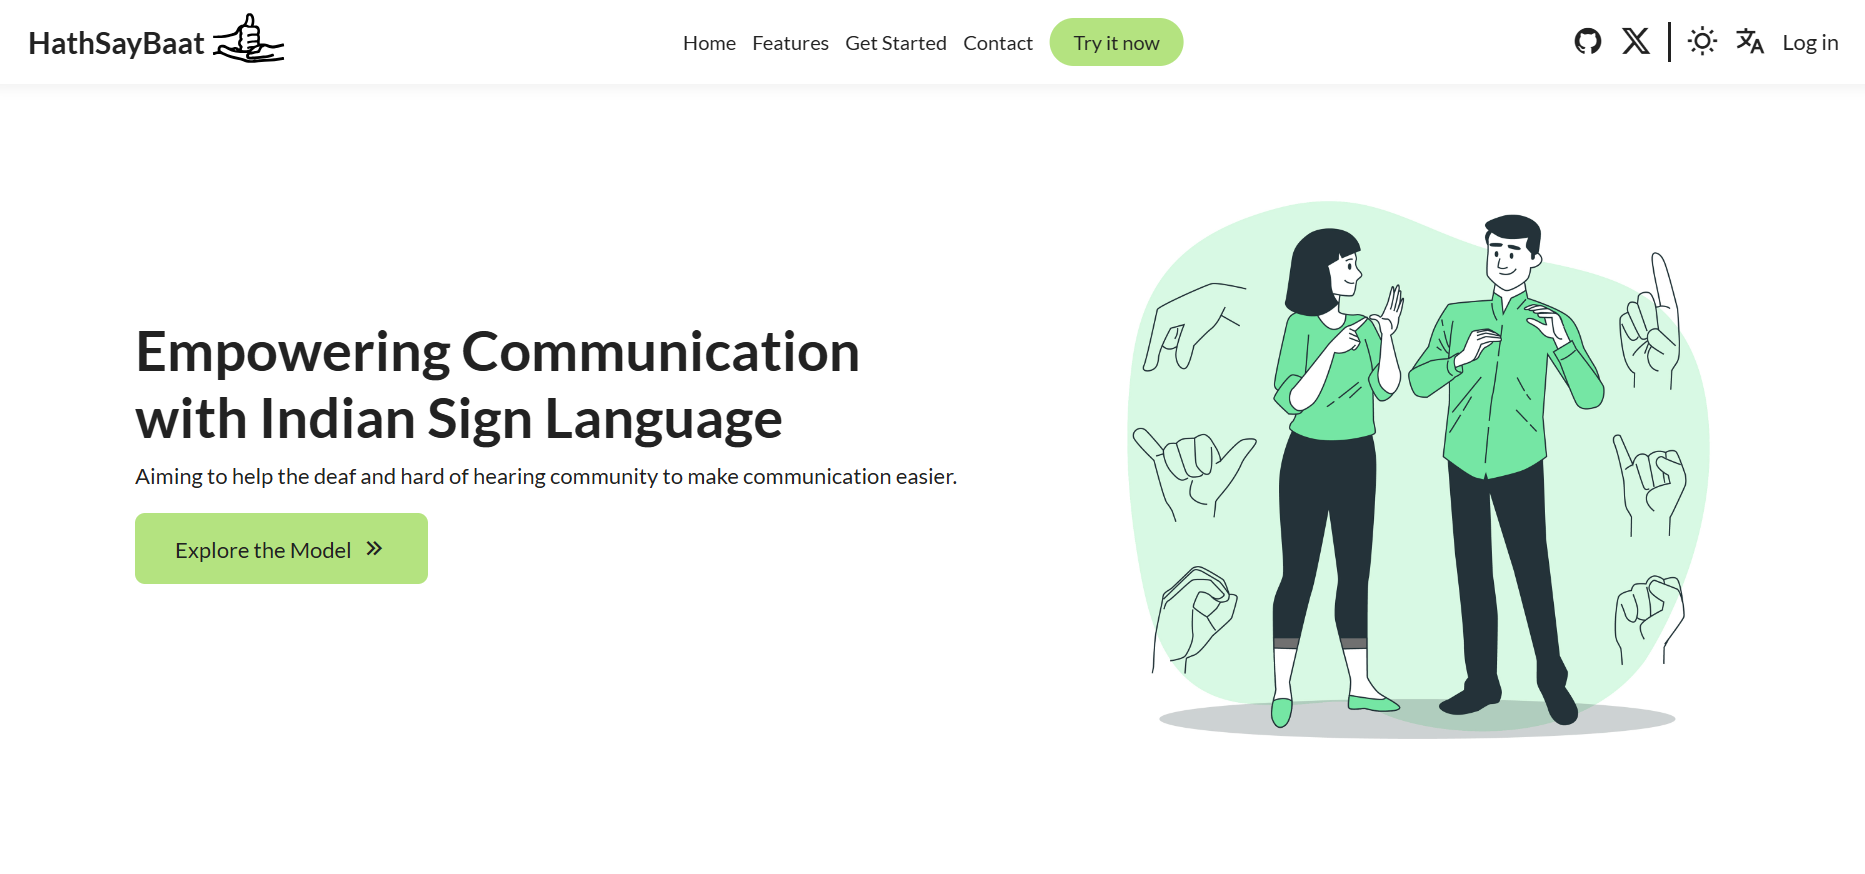 HathSayBaat
Home Features Get Started Contact Try it now
Log in
Empowering Communication
with Indian Sign Language
Aiming to help the deaf and hard of hearing community to make communication easier.
Explore the Model